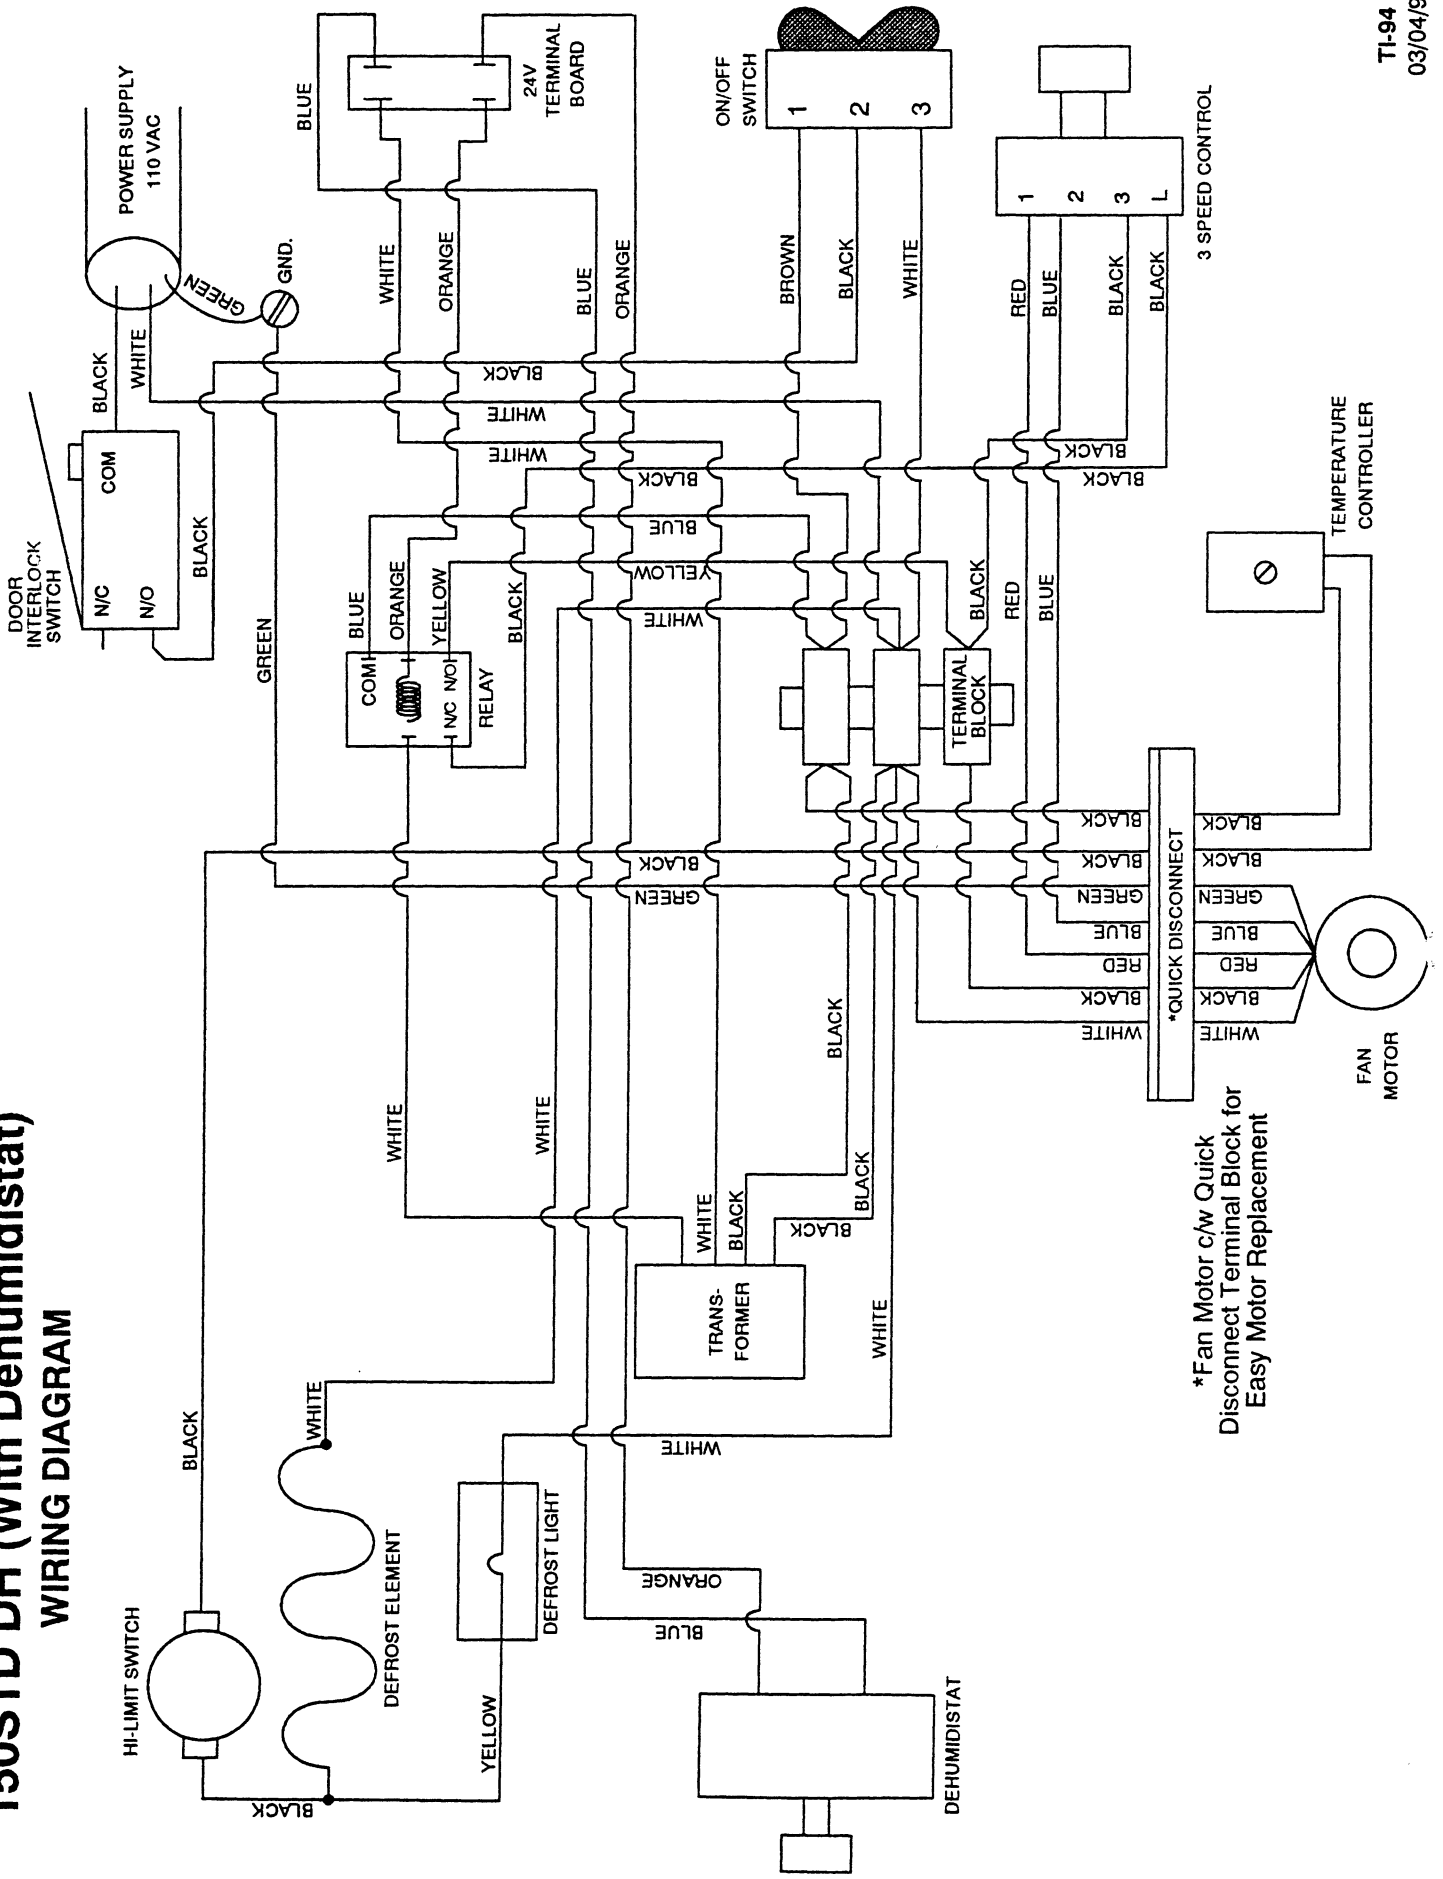 150STD DH (With Dehumidistat)
WIRING DIAGRAM
TI-94
DOOR
INTERLOCK
SWITCH
N/C
N/O
COM
BLACK
WHITE
POWER SUPPLY
110 VAC
GREEN
GND.
BLACK
GREEN
BLUE
24V
TERMINAL
BOARD
WHITE
ORANGE
BLUE
ORANGE
ON/OFF
SWITCH
1
2
3
BROWN
BLACK
WHITE
1
2
3
L
3 SPEED CONTROL
RED
BLUE
BLACK
BLACK
BLACK
WHITE
WHITE
BLACK
BLUE
YELLOW
WHITE
BLACK
BLACK
BLUE
ORANGE
YELLOW
BLACK
COM
N/C
N/O
RELAY
BLACK
RED
BLUE
TERMINAL
BLOCK
TEMPERATURE
CONTROLLER
BLACK
GREEN
BLACK
BLACK
GREEN
BLUE
RED
BLACK
WHITE
*QUICK DISCONNECT
BLACK
BLACK
GREEN
BLUE
RED
BLACK
WHITE
FAN
MOTOR
*Fan Motor c/w Quick
Disconnect Terminal Block for
Easy Motor Replacement
WHITE
WHITE
WHITE
BLACK
BLACK
BLACK
BLACK
TRANS-
FORMER
WHITE
WHITE
BLACK
HI-LIMIT SWITCH
WHITE
DEFROST ELEMENT
DEFROST LIGHT
YELLOW
BLACK
ORANGE
BLUE
DEHUMIDISTAT